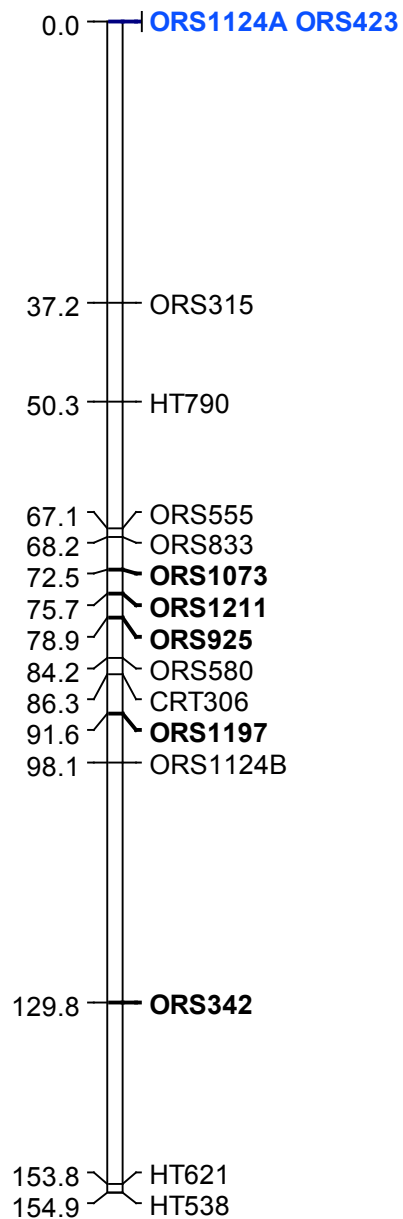 0.0 ORS1124A ORS423
37.2 ORS315
50.3 HT790
67.1 ORS555
68.2 ORS833
72.5 ORS1073
75.7 ORS1211
78.9 ORS925
84.2 ORS580
86.3 CRT306
91.6 ORS1197
98.1 ORS1124B
129.8 ORS342
153.8 HT621
154.9 HT538